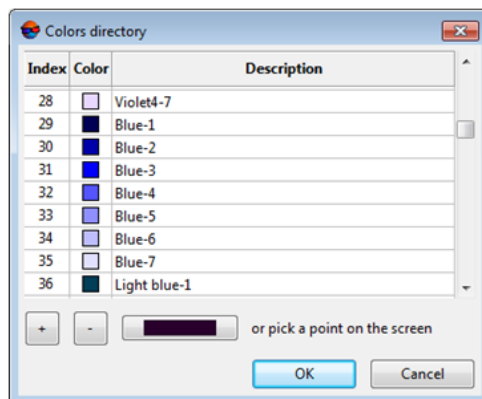 Colors directory
Index Color Description
28 Violet4-7
29 Blue-1
30 Blue-2
31 Blue-3
32 Blue-4
33 Blue-5
34 Blue-6
35 Blue-7
36 Light blue-1
+ - or pick a point on the screen
OK Cancel